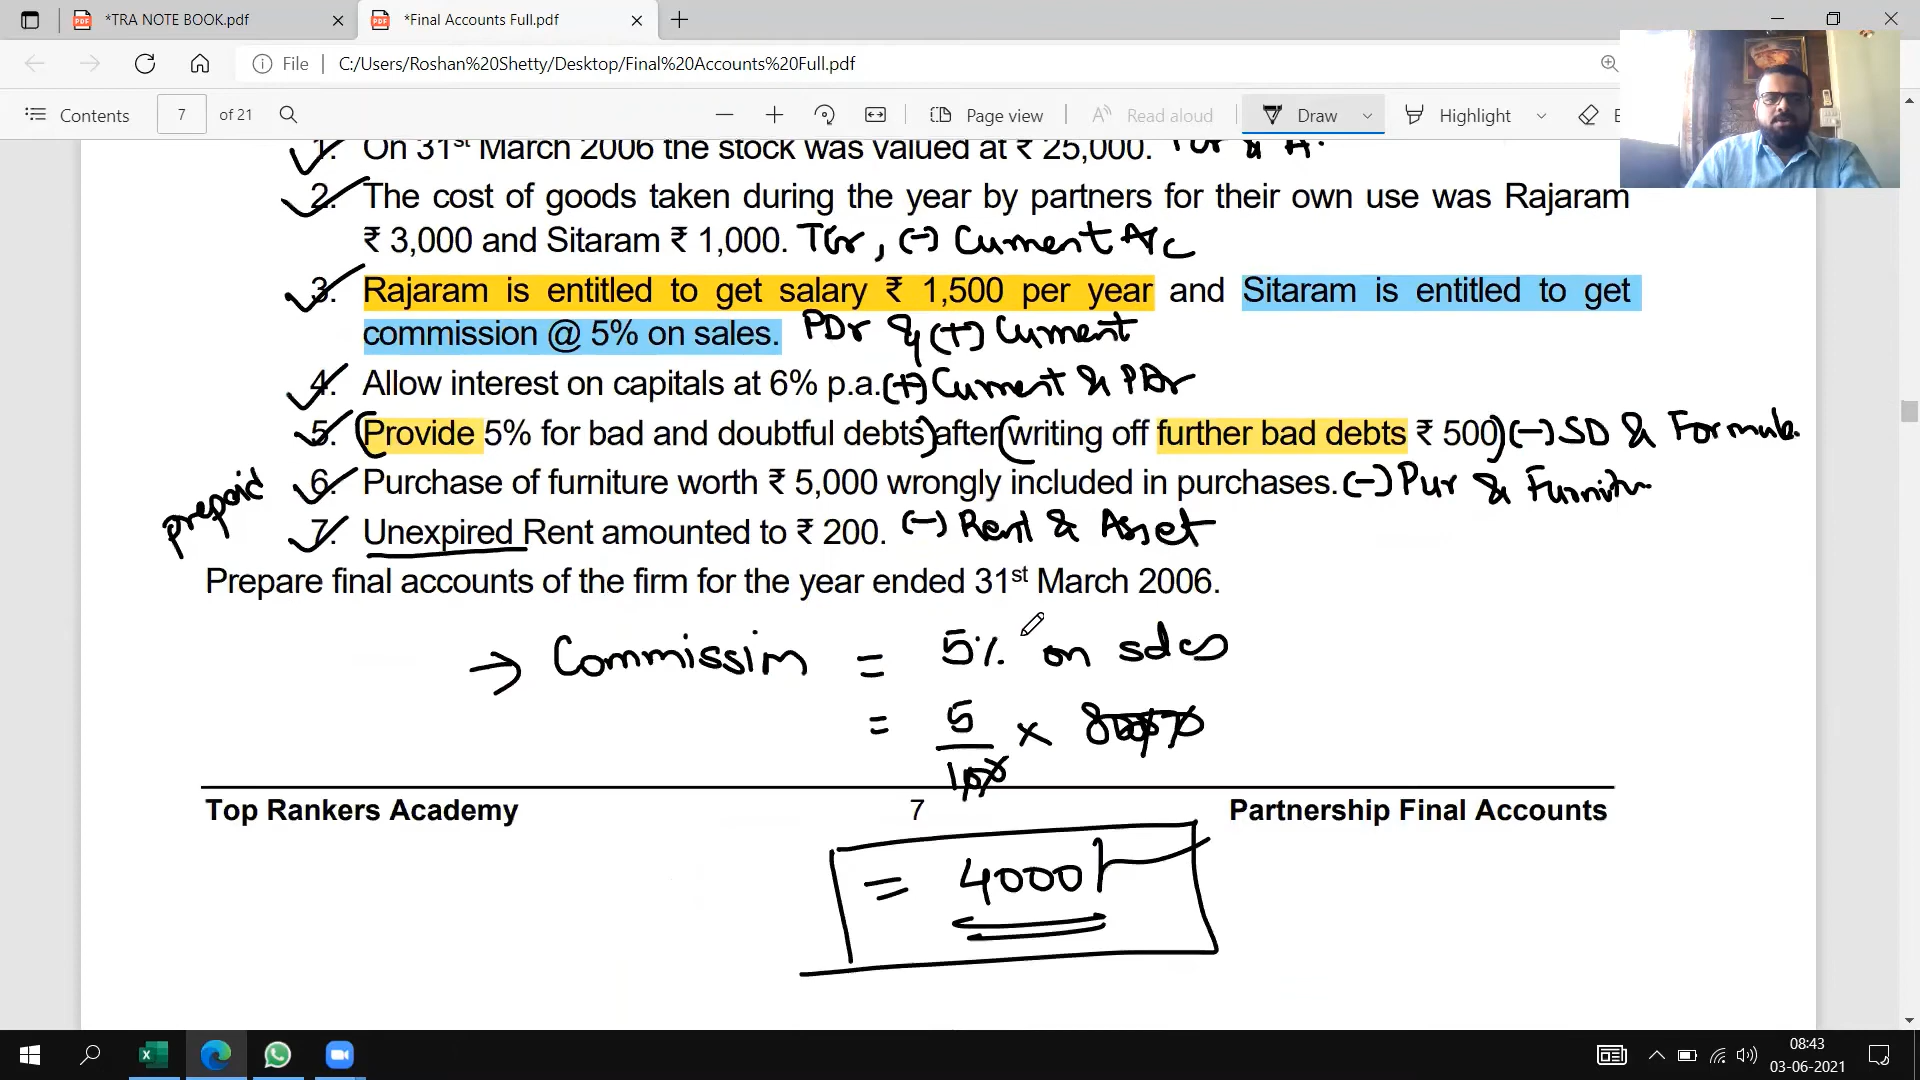 *TRA NOTE BOOK.pdf
*Final Accounts Full.pdf
File | C:/Users/Roshan%20Shetty/Desktop/Final%20Accounts%20Full.pdf
Contents 7 of 21 Page view Read aloud Draw Highlight
1. On 31st March 2006 the stock was valued at ₹ 25,000.
2. The cost of goods taken during the year by partners for their own use was Rajaram
₹ 3,000 and Sitaram ₹ 1,000. TCr, (-) Current A/c
3. Rajaram is entitled to get salary ₹ 1,500 per year and Sitaram is entitled to get
commission @ 5% on sales. PDr & (+) Current
4. Allow interest on capitals at 6% p.a. (+) Current & PDr
5. (Provide 5% for bad and doubtful debts) after (writing off further bad debts ₹ 500) (-) SD & Formula.
prepaid
6. Purchase of furniture worth ₹ 5,000 wrongly included in purchases. (-) Pur & Furnitur
7. Unexpired Rent amounted to ₹ 200. (-) Rent & Asset
Prepare final accounts of the firm for the year ended 31st March 2006.
→ Commission = 5% on sales
= 5/100 ×
Top Rankers Academy 7 Partnership Final Accounts
= 4000
08:43
03-06-2021